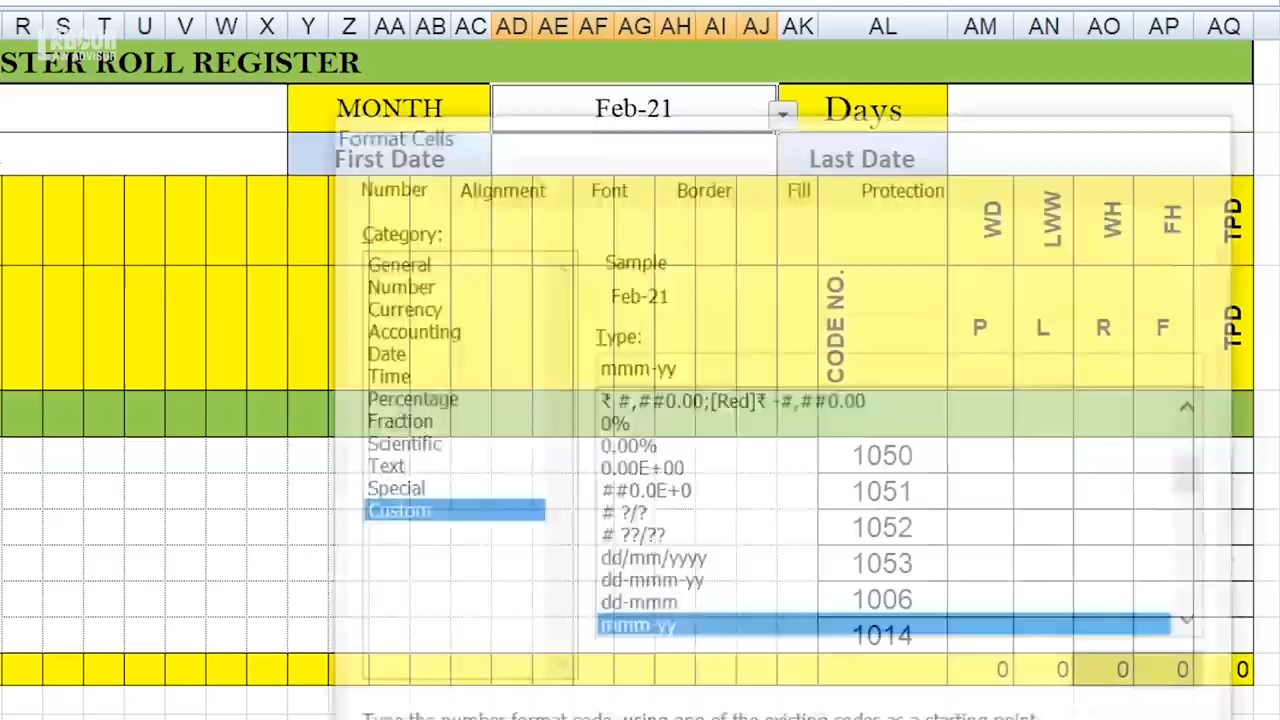 R S T U V W X Y Z AA AB AC AD AE AF AG AH AI AJ AK AL AM AN AO AP AQ
LABOUR
LAW ADVISOR
STER ROLL REGISTER
MONTH Feb-21 Days
Format Cells
First Date Last Date
Number Alignment Font Border Fill Protection
WD LWW WH FH TPD
Category:
General Sample
Number Feb-21
Currency
Accounting Type:
CODE NO. P L R F TPD
Date
Time mmm-yy
Percentage ₹ #,##0.00;[Red]₹ -#,##0.00
Fraction 0%
Scientific 0.00% 1050
Text 0.00E+00
Special ##0.0E+0 1051
Custom # ?/?
# ??/?? 1052
dd/mm/yyyy 1053
dd-mmm-yy
dd-mmm 1006
mmm-yy 1014
0 0 0 0 0
Type the number format code, using one of the existing codes as a starting point.